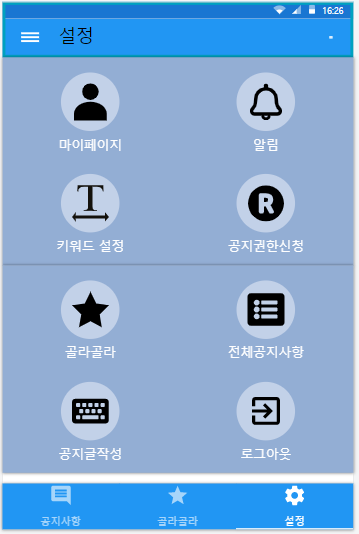 16:26
설정
마이페이지
알림
T
키워드 설정
R
공지권한신청
골라골라
전체공지사항
공지글작성
로그아웃
공지사항
골라골라
설정